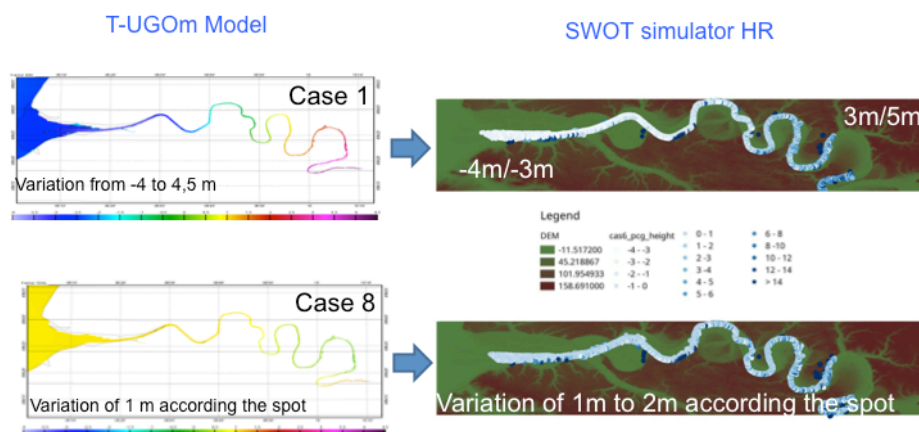 T-UGOm Model
SWOT simulator HR
Case 1
Variation from -4 to 4,5 m
3m/5m
-4m/-3m
Legend
DEM
-11.517200
45.218867
101.954933
158.691000
cas6_pcg_height
-4 - -3
-3 - -2
-2 - -1
-1 - 0
0 - 1
1 - 2
2 - 3
3 - 4
4 - 5
5 - 6
6 - 8
8 - 10
10 - 12
12 - 14
> 14
Case 8
Variation of 1 m according the spot
Variation of 1m to 2m according the spot